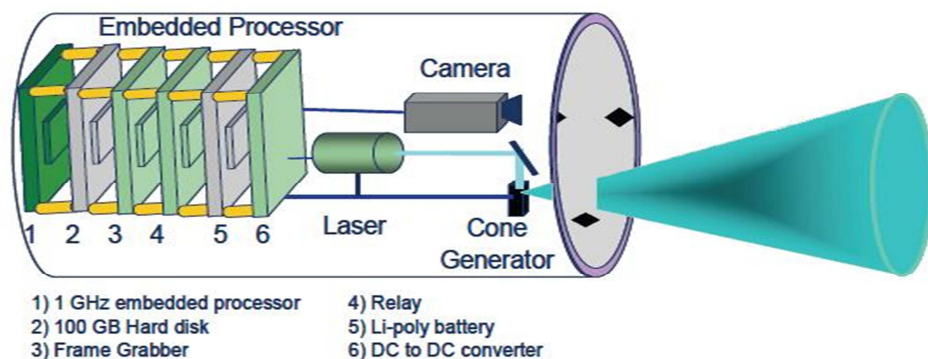 Embedded Processor
Camera
1 2 3 4 5 6
Laser
Cone
Generator
1) 1 GHz embedded processor
2) 100 GB Hard disk
3) Frame Grabber
4) Relay
5) Li-poly battery
6) DC to DC converter